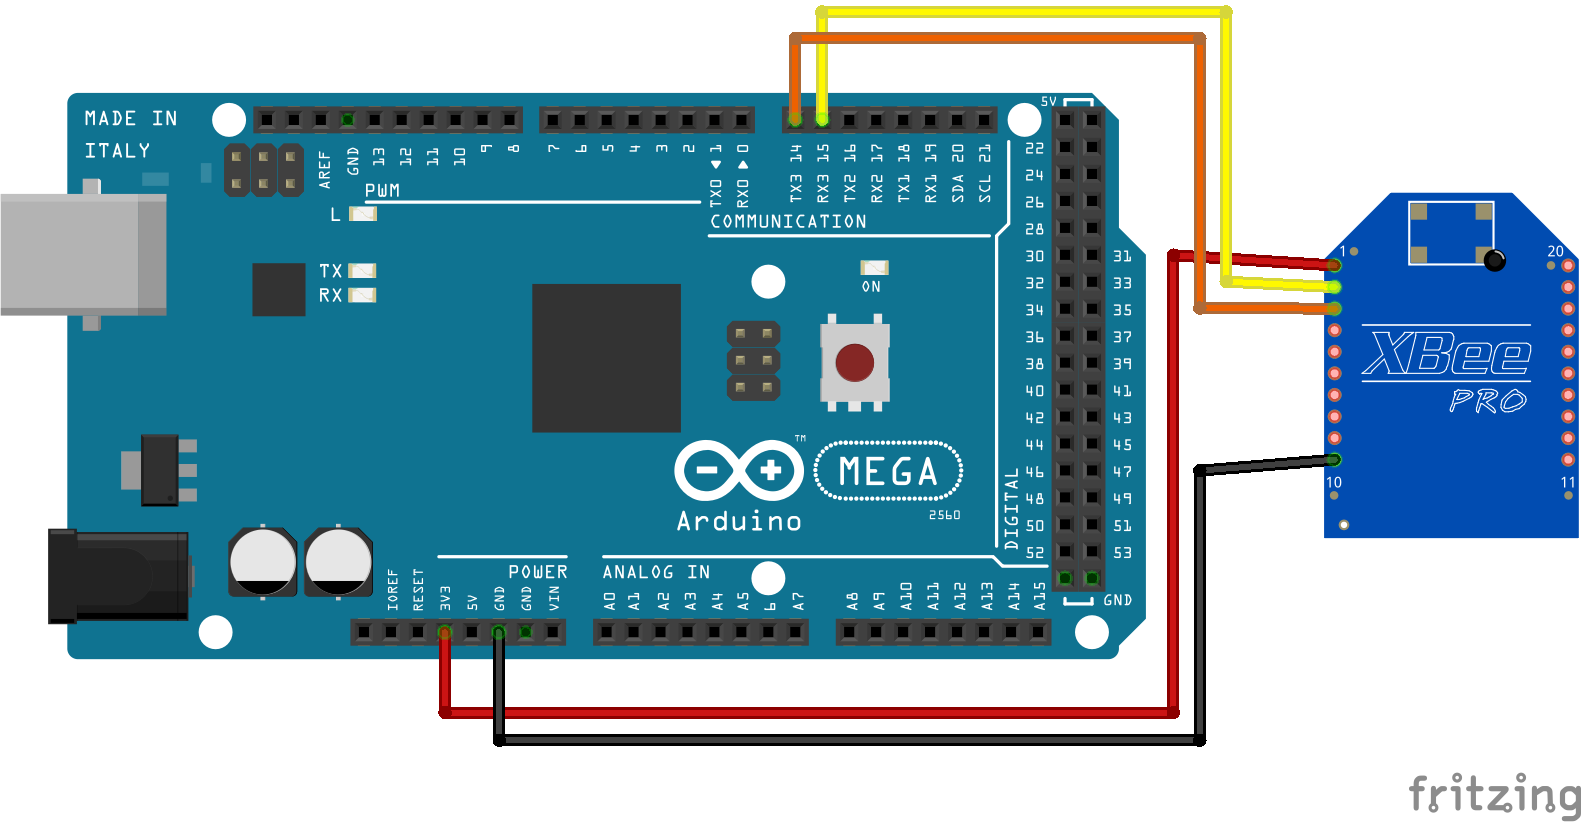 MADE IN
ITALY
AREF
GND
13
12
11
10
9
8
7
6
5
4
3
2
TX0 1
RX0 0
TX3 14
RX3 15
TX2 16
RX2 17
TX1 18
RX1 19
SDA 20
SCL 21
PWM
COMMUNICATION
L
TX
RX
ON
5V
22
24
26
28
30 31
32 33
34 35
36 37
38 39
40 41
42 43
44 45
46 47
48 49
50 51
52 53
GND
DIGITAL
TM
MEGA
Arduino
2560
POWER
ANALOG IN
IOREF
RESET
3V3
5V
GND
GND
VIN
A0
A1
A2
A3
A4
A5
6
A7
A8
A9
A10
A11
A12
A13
A14
A15
1 20
XBee
PRO
10 11
fritzing